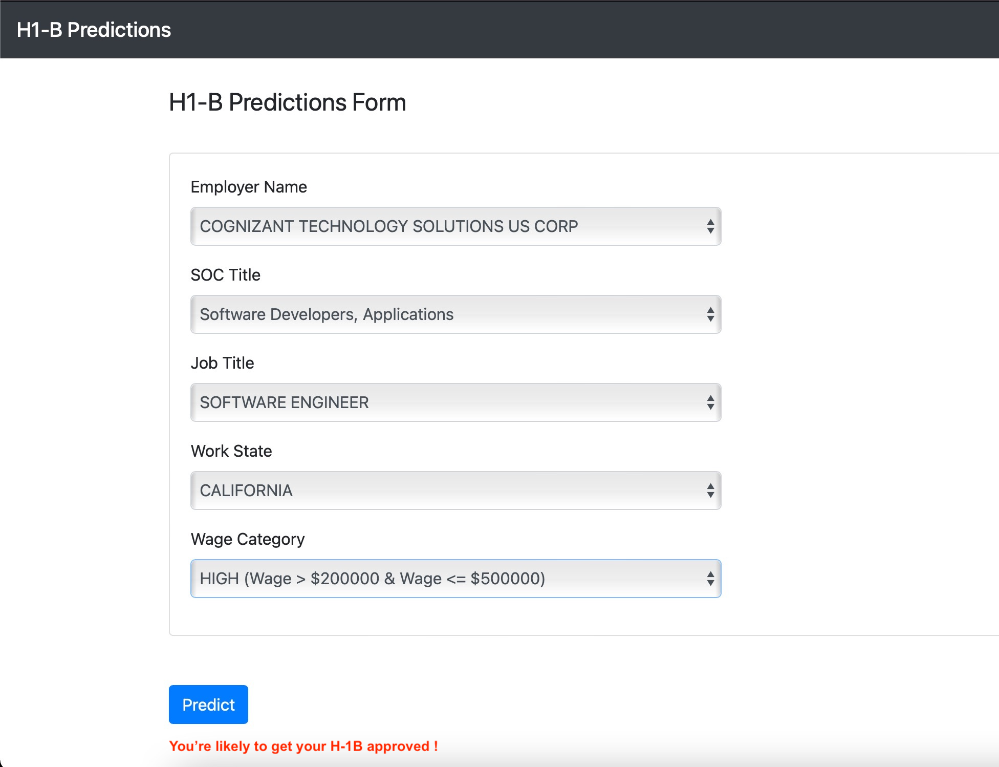 H1-B Predictions
H1-B Predictions Form
Employer Name
COGNIZANT TECHNOLOGY SOLUTIONS US CORP
SOC Title
Software Developers, Applications
Job Title
SOFTWARE ENGINEER
Work State
CALIFORNIA
Wage Category
HIGH (Wage > $200000 & Wage <= $500000)
Predict
You’re likely to get your H-1B approved !